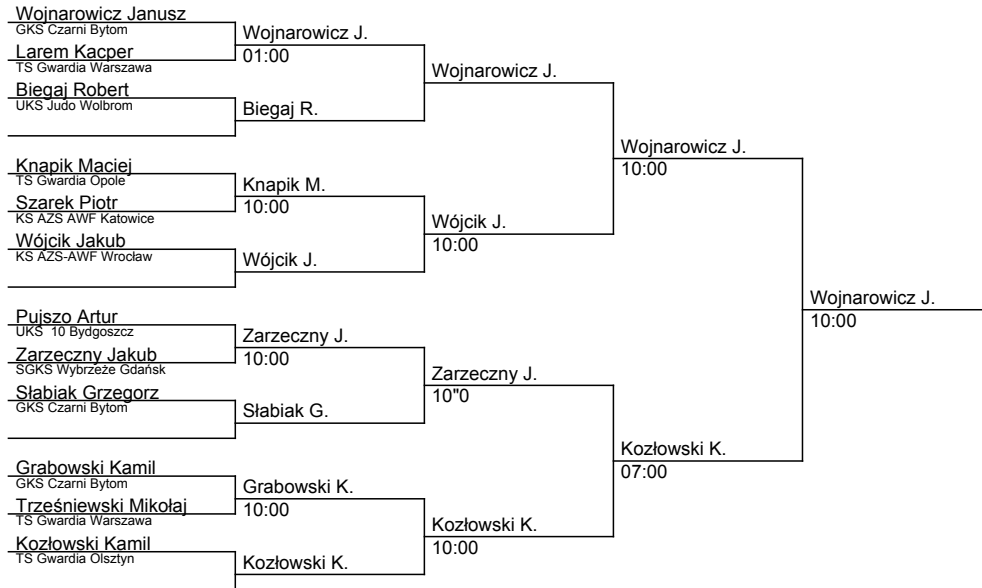 Wojnarowicz Janusz
GKS Czarni Bytom
Larem Kacper
TS Gwardia Warszawa
Biegaj Robert
UKS Judo Wolbrom
Knapik Maciej
TS Gwardia Opole
Szarek Piotr
KS AZS AWF Katowice
Wójcik Jakub
KS AZS-AWF Wrocław
Pujszo Artur
UKS 10 Bydgoszcz
Zarzeczny Jakub
SGKS Wybrzeże Gdańsk
Słabiak Grzegorz
GKS Czarni Bytom
Grabowski Kamil
GKS Czarni Bytom
Trześniewski Mikołaj
TS Gwardia Warszawa
Kozłowski Kamil
TS Gwardia Olsztyn
Wojnarowicz J.
01:00
Biegaj R.
Knapik M.
10:00
Wójcik J.
Zarzeczny J.
10:00
Słabiak G.
Grabowski K.
10:00
Kozłowski K.
Wojnarowicz J.
Wójcik J.
10:00
Zarzeczny J.
10"0
Kozłowski K.
10:00
Wojnarowicz J.
10:00
Kozłowski K.
07:00
Wojnarowicz J.
10:00